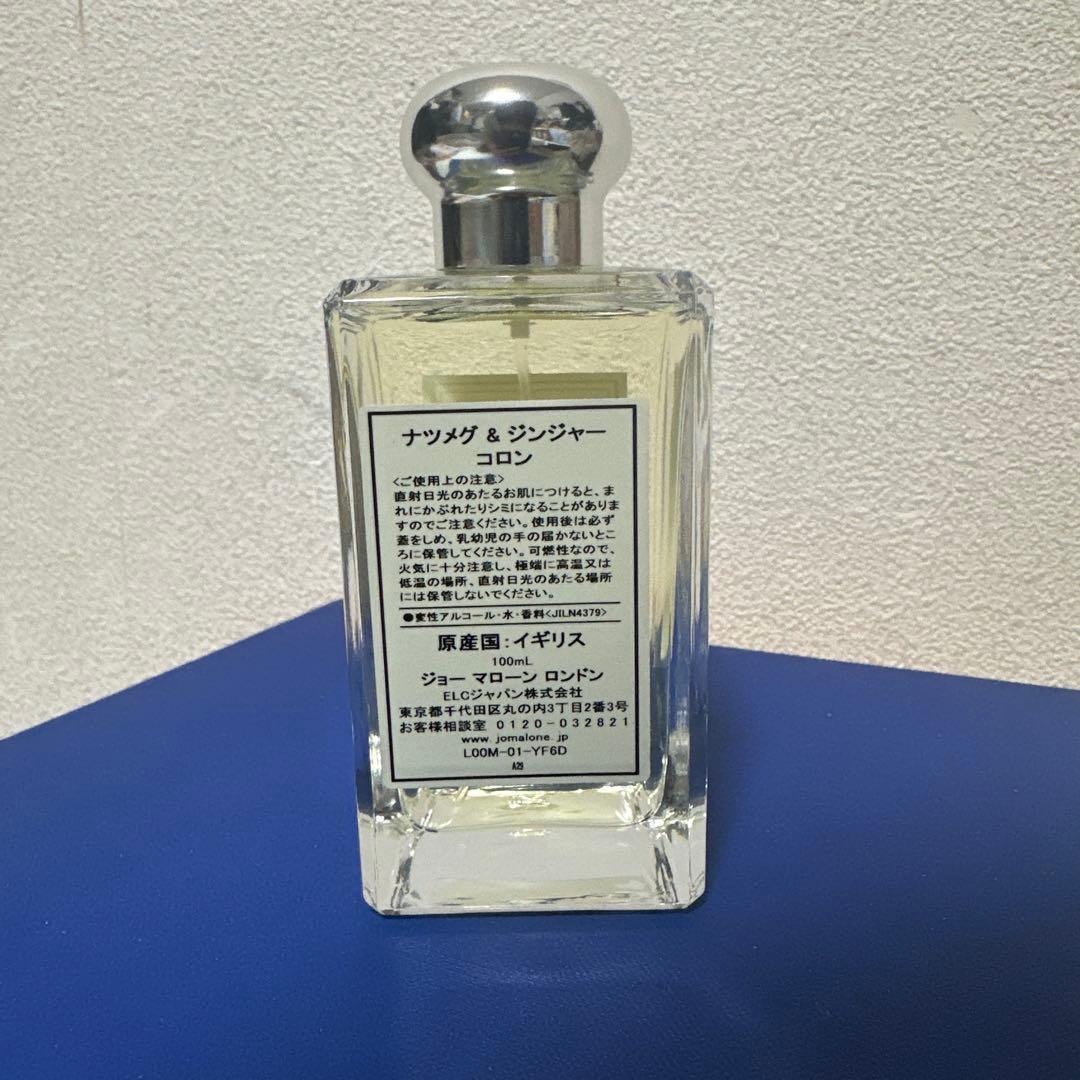 ナツメグ & ジンジャー
コロン
<ご使用上の注意>
直射日光のあたるお肌につけると、ま
れにかぶれたりシミになることがありま
すのでご注意ください。使用後は必ず
蓋をしめ、乳幼児の手の届かないとこ
ろに保管してください。可燃性なので、
火気に十分注意し、極端に高温又は
低温の場所、直射日光のあたる場所
には保管しないでください。
●変性アルコール・水・香料<JILN4379>
原産国：イギリス
100mL
ジョー マローン ロンドン
ELCジャパン株式会社
東京都千代田区丸の内3丁目2番3号
お客様相談室 0120-032821
www.jomalone.jp
L00M-01-YF6D
A29